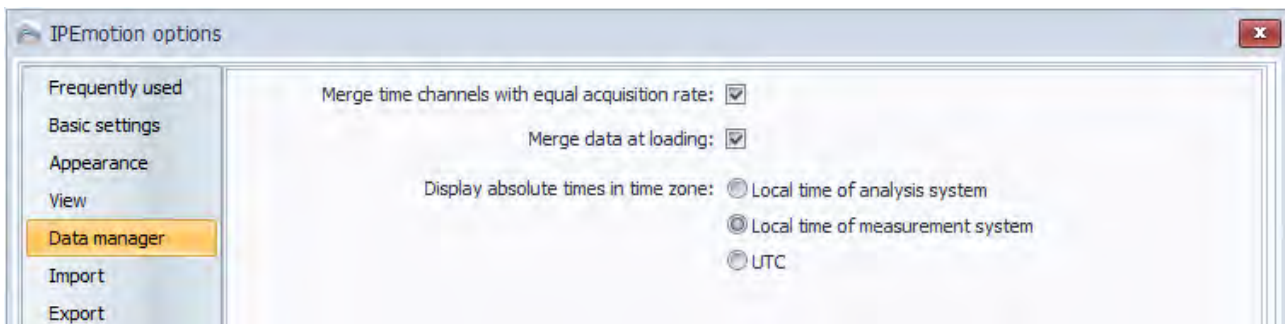 IPEmotion options
Frequently used
Basic settings
Appearance
View
Data manager
Import
Export
Merge time channels with equal acquisition rate:
Merge data at loading:
Display absolute times in time zone: Local time of analysis system
Local time of measurement system
UTC